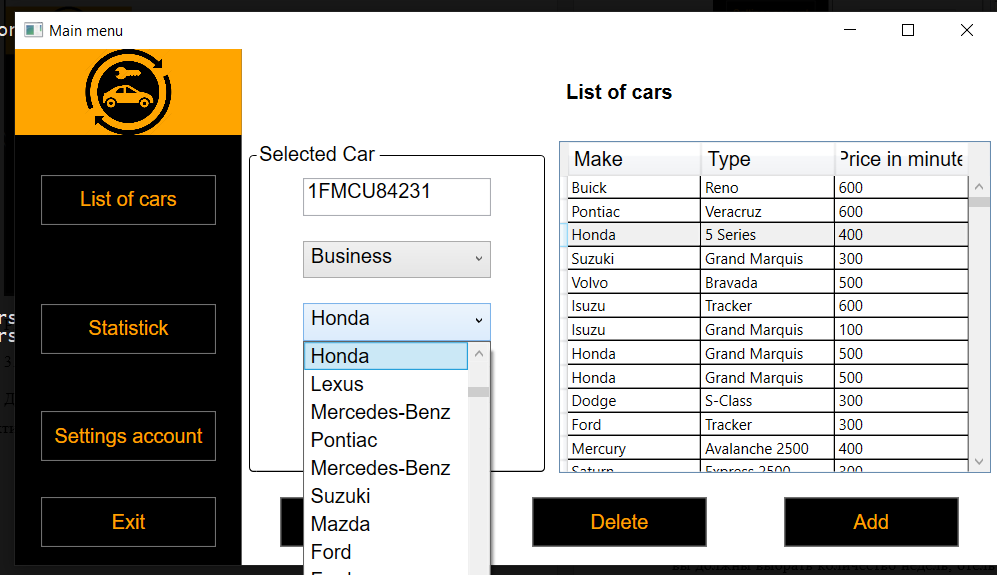 Main menu
List of cars
Statistick
Settings account
Exit
Selected Car
1FMCU84231
Business
Honda
Honda
Lexus
Mercedes-Benz
Pontiac
Mercedes-Benz
Suzuki
Mazda
Ford
List of cars
Make Type Price in minute
Buick Reno 600
Pontiac Veracruz 600
Honda 5 Series 400
Suzuki Grand Marquis 300
Volvo Bravada 500
Isuzu Tracker 600
Isuzu Grand Marquis 100
Honda Grand Marquis 500
Honda Grand Marquis 500
Dodge S-Class 300
Ford Tracker 300
Mercury Avalanche 2500 400
Saturn Express 2500 300
Delete
Add